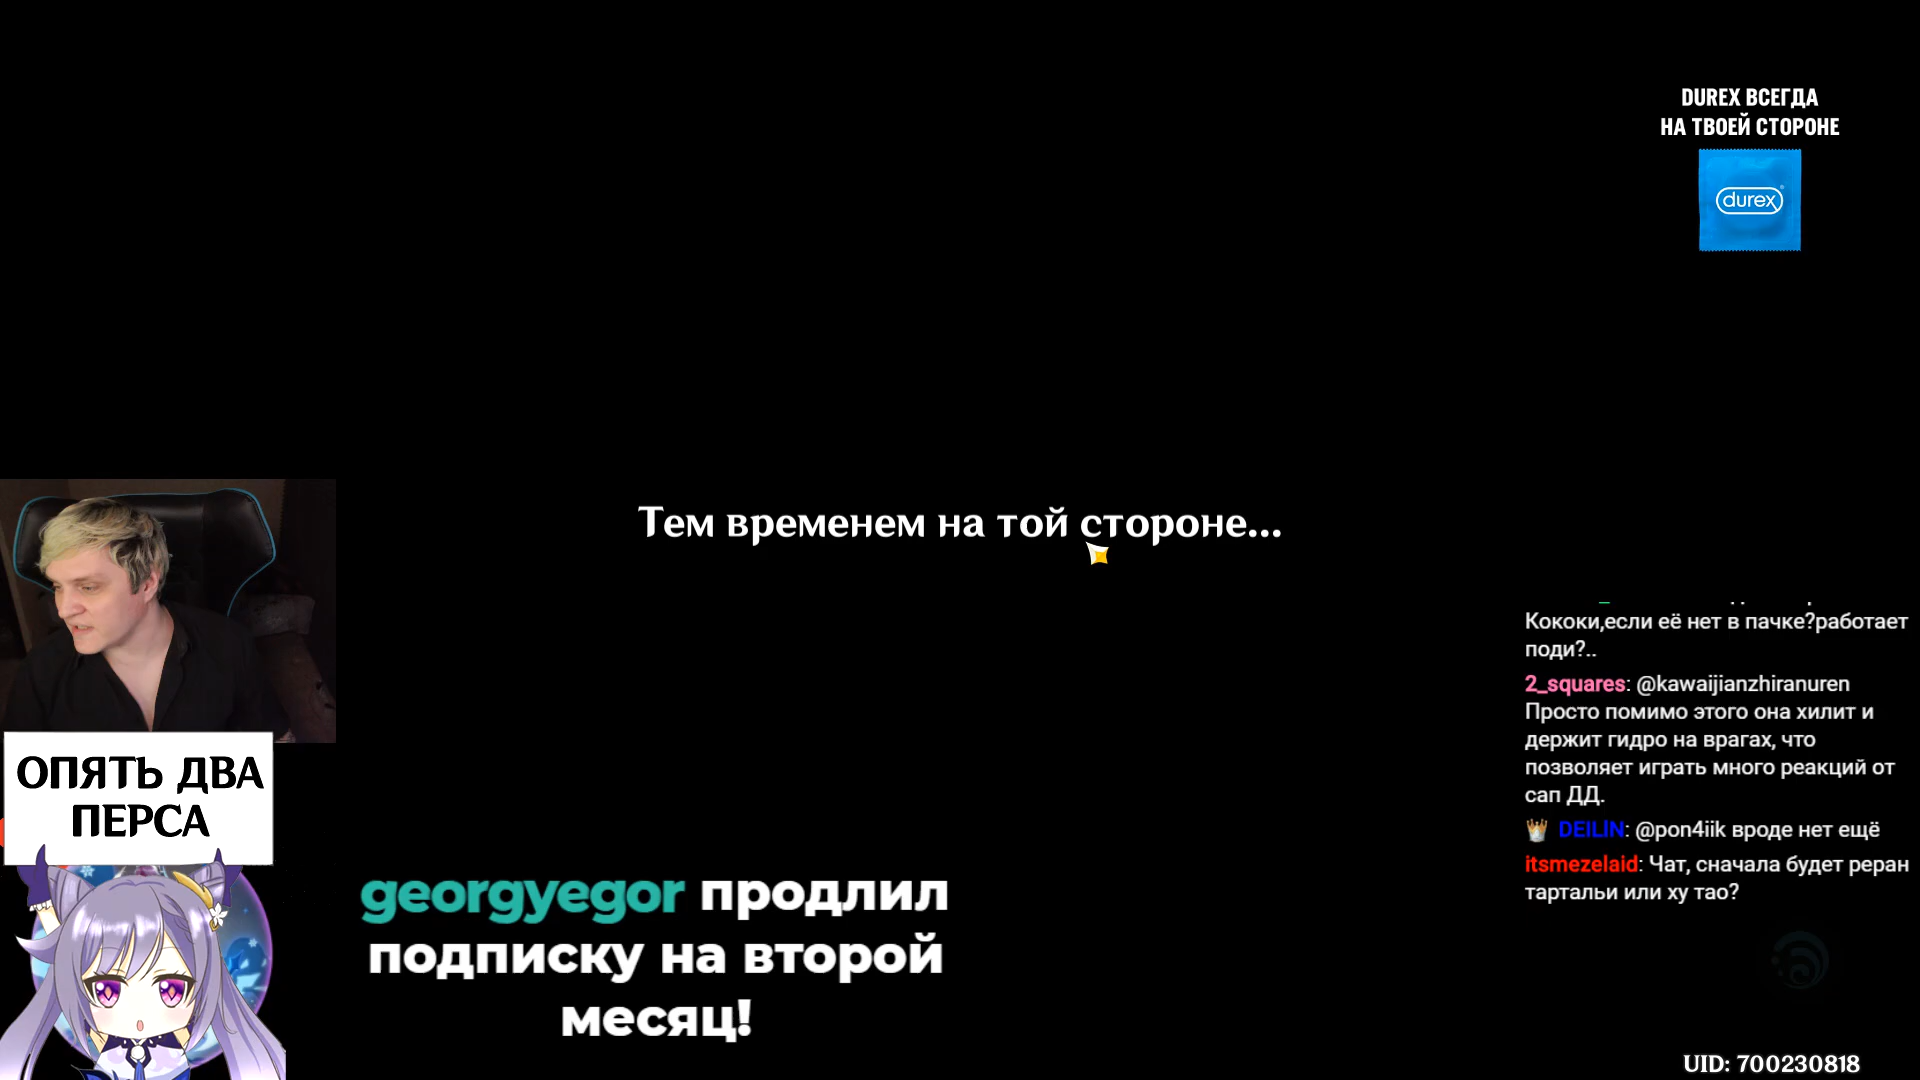 DUREX ВСЕГДА
НА ТВОЕЙ СТОРОНЕ
durex
Тем временем на той стороне...
Кококи,если её нет в пачке?работает
поди?..
2_squares: @kawaijianzhiranuren
Просто помимо этого она хилит и
держит гидро на врагах, что
позволяет играть много реакций от
сап ДД.
DEILIN: @pon4iik вроде нет ещё
itsmezelaid: Чат, сначала будет реран
тартальи или ху тао?
ОПЯТЬ ДВА
ПЕРСА
georgyegor продлил
подписку на второй
месяц!
UID: 700230818